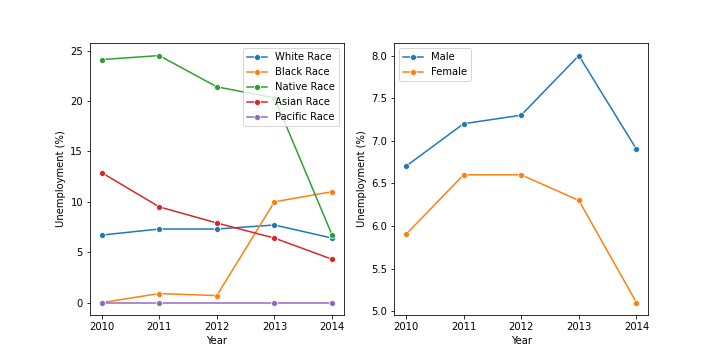 Unemployment (%)
25
20
15
10
5
0
2010 2011 2012 2013 2014
Year
White Race
Black Race
Native Race
Asian Race
Pacific Race
Unemployment (%)
8.0
7.5
7.0
6.5
6.0
5.5
5.0
2010 2011 2012 2013 2014
Year
Male
Female